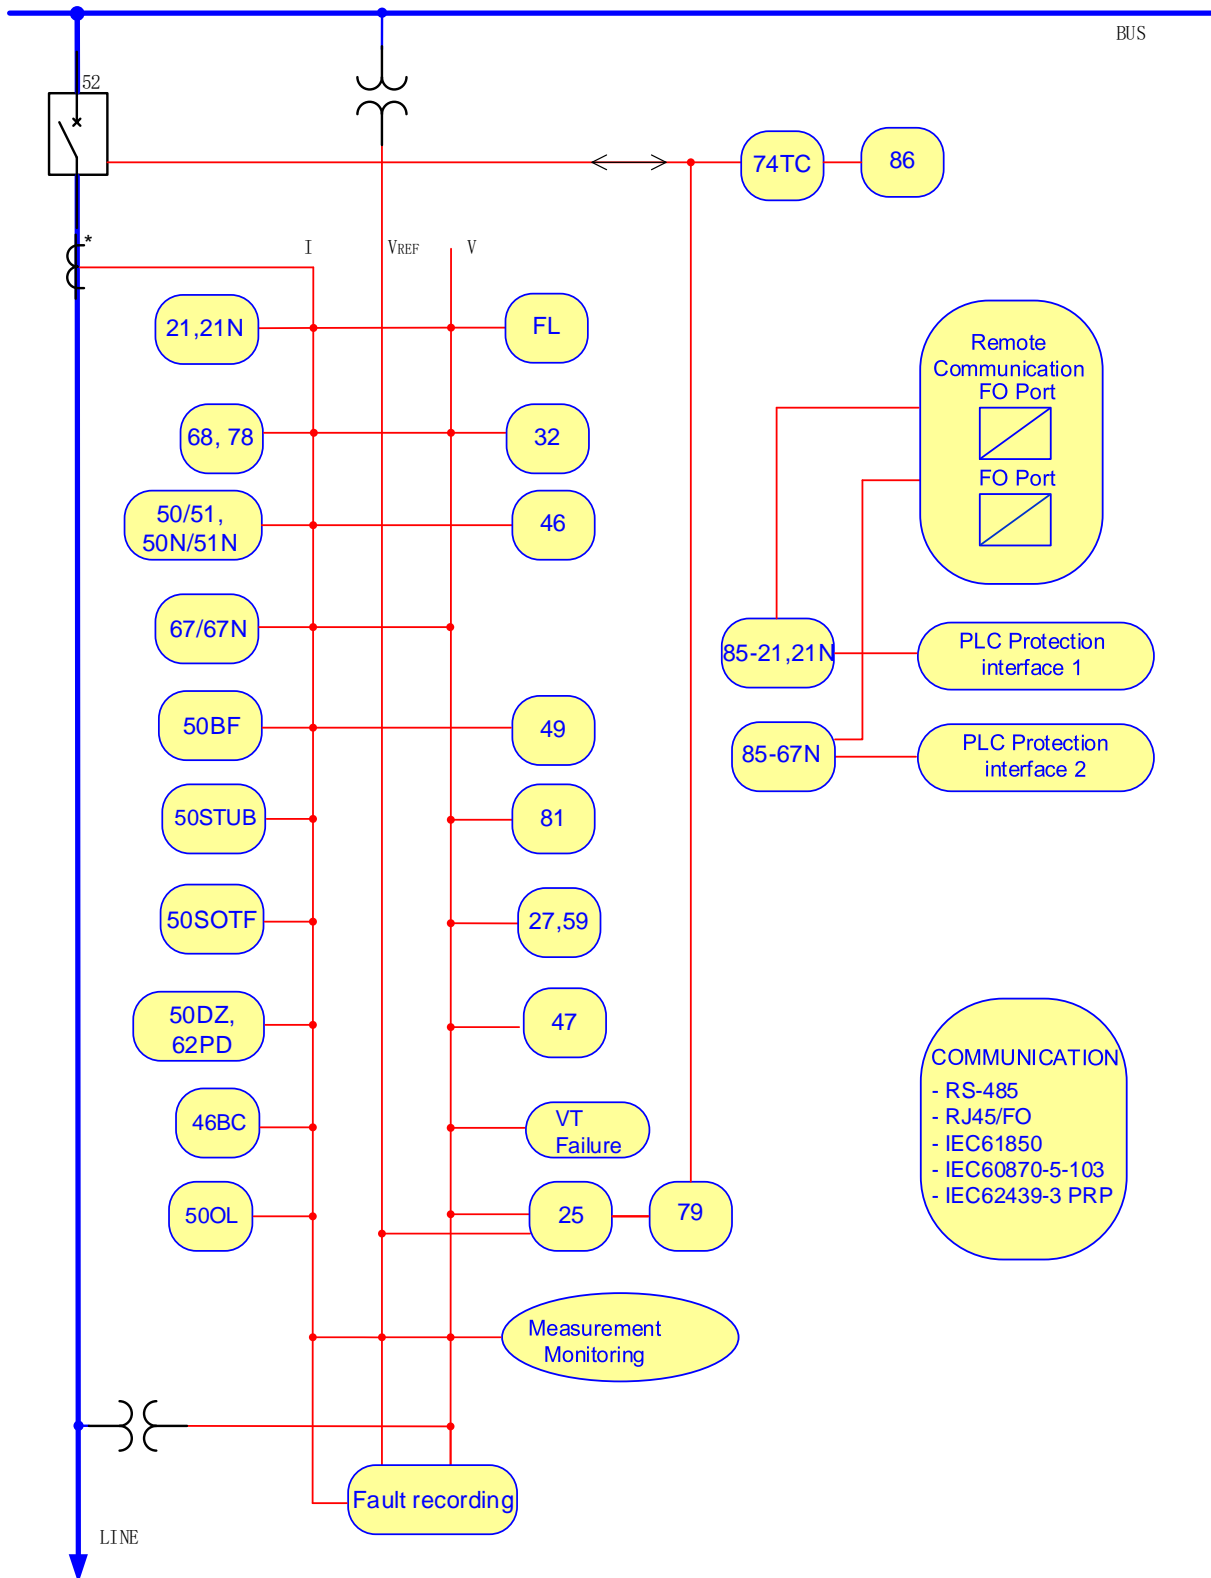 BUS
52
74TC
86
*
I
VREF
V
21,21N
FL
Remote
Communication
FO Port
FO Port
68, 78
32
50/51,
50N/51N
46
67/67N
85-21,21N
PLC Protection
interface 1
50BF
49
85-67N
PLC Protection
interface 2
50STUB
81
50SOTF
27,59
50DZ,
62PD
47
COMMUNICATION
- RS-485
- RJ45/FO
- IEC61850
- IEC60870-5-103
- IEC62439-3 PRP
46BC
VT
Failure
50OL
25
79
Measurement
Monitoring
Fault recording
LINE